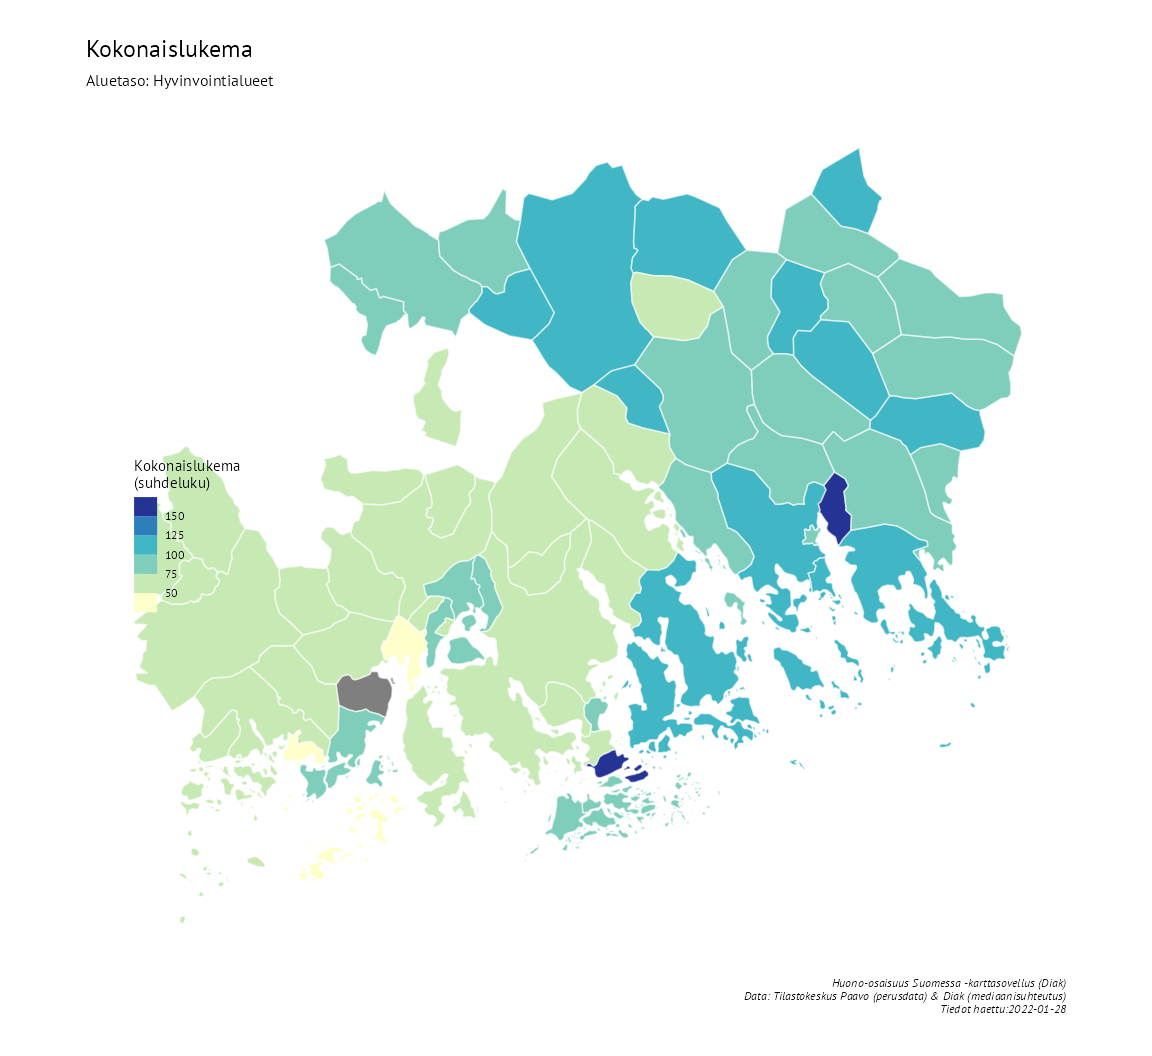 Kokonaislukema
Aluetaso: Hyvinvointialueet
Kokonaislukema
(suhdeluku)
150
125
100
75
50
Huono-osaisuus Suomessa -karttasovellus (Diak)
Data: Tilastokeskus Paavo (perusdata) & Diak (mediaanisuhteutus)
Tiedot haettu:2022-01-28